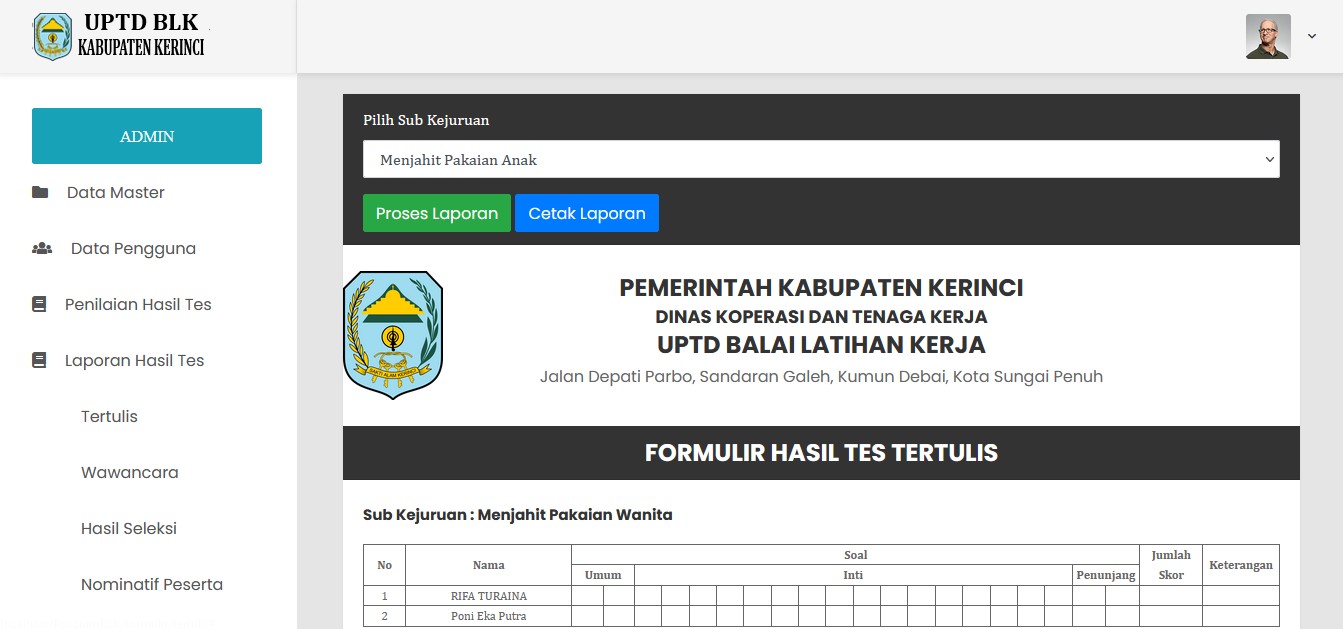 UPTD BLK
KABUPATEN KERINCI
ADMIN
Data Master
Data Pengguna
Penilaian Hasil Tes
Laporan Hasil Tes
Tertulis
Wawancara
Hasil Seleksi
Nominatif Peserta
Pilih Sub Kejuruan
Menjahit Pakaian Anak
Proses Laporan Cetak Laporan
SAKTI ALAM KERINCI
PEMERINTAH KABUPATEN KERINCI
DINAS KOPERASI DAN TENAGA KERJA
UPTD BALAI LATIHAN KERJA
Jalan Depati Parbo, Sandaran Galeh, Kumun Debai, Kota Sungai Penuh
FORMULIR HASIL TES TERTULIS
Sub Kejuruan : Menjahit Pakaian Wanita
No Nama Soal Jumlah Skor Keterangan
Umum Inti Penunjang
1 RIFA TURAINA
2 Poni Eka Putra